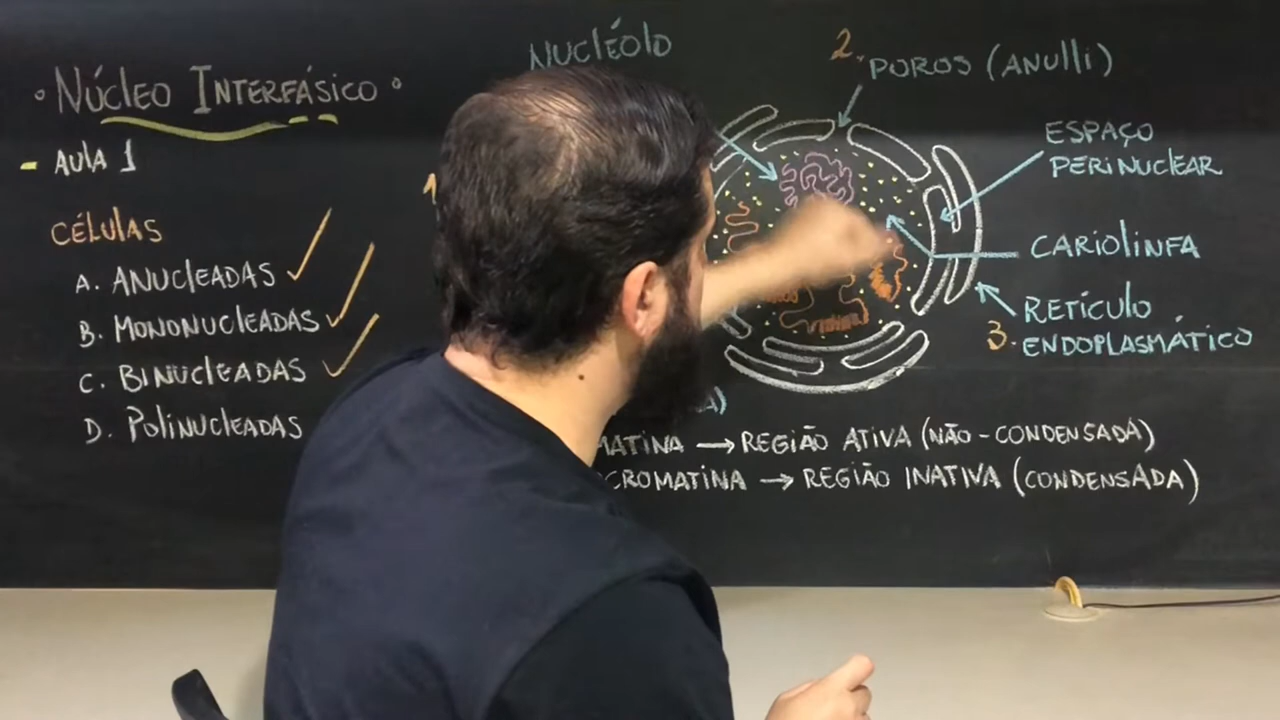 Núcleo Interfásico
- AULA 1
CÉLULAS
A. ANUCLEADAS
B. MONONUCLEADAS
C. BINUCLEADAS
D. POLINUCLEADAS
NUCLÉOLO
2. POROS (ANULLI)
ESPAÇO
PERINUCLEAR
CARIOLINFA
3. RETÍCULO
ENDOPLASMÁTICO
→ REGIÃO ATIVA (NÃO-CONDENSADA)
→ REGIÃO INATIVA (CONDENSADA)